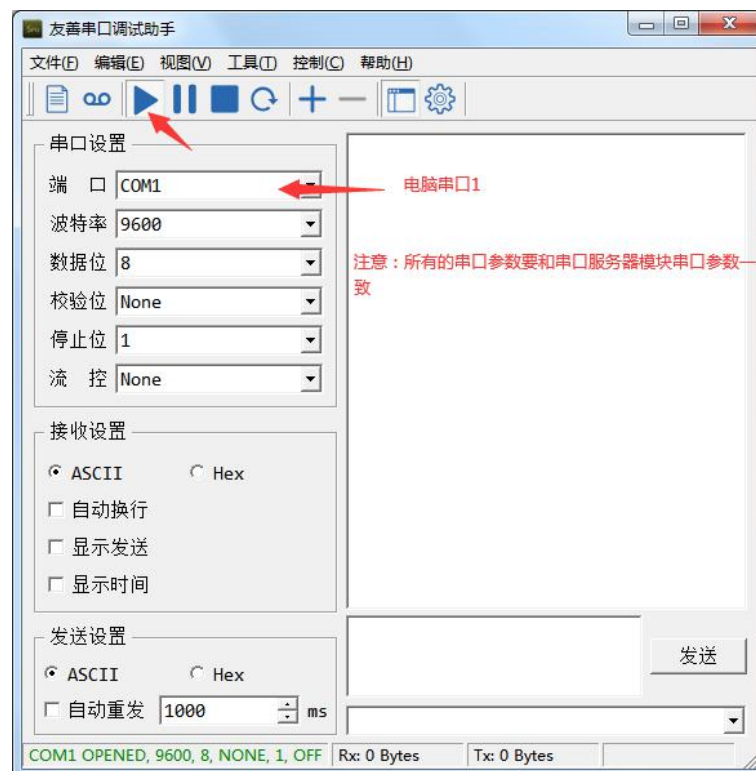 友善串口调试助手
文件(F) 编辑(E) 视图(V) 工具(T) 控制(C) 帮助(H)
串口设置
端 口 COM1
电脑串口1
波特率 9600
数据位 8
注意：所有的串口参数要和串口服务器模块串口参数一
致
校验位 None
停止位 1
流 控 None
接收设置
ASCII Hex
自动换行
显示发送
显示时间
发送设置
ASCII Hex
发送
自动重发 1000 ms
COM1 OPENED, 9600, 8, NONE, 1, OFF Rx: 0 Bytes Tx: 0 Bytes